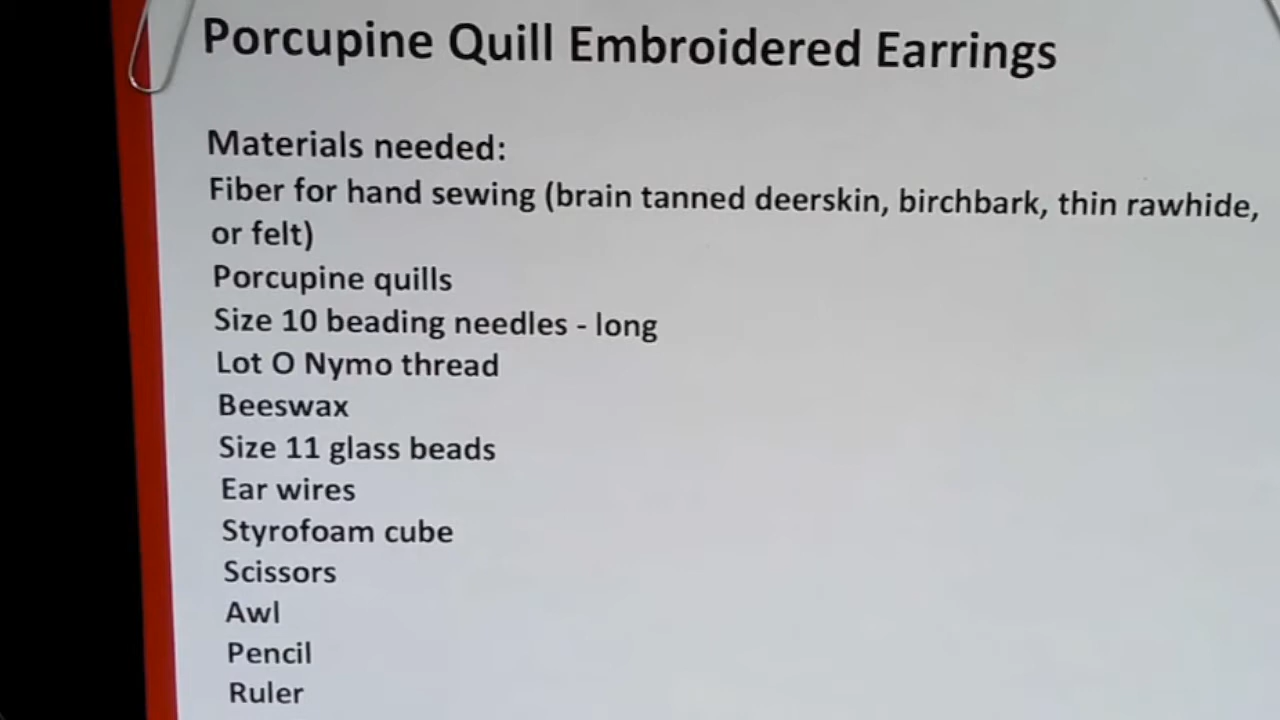 Porcupine Quill Embroidered Earrings
Materials needed:
Fiber for hand sewing (brain tanned deerskin, birchbark, thin rawhide,
or felt)
Porcupine quills
Size 10 beading needles - long
Lot O Nymo thread
Beeswax
Size 11 glass beads
Ear wires
Styrofoam cube
Scissors
Awl
Pencil
Ruler